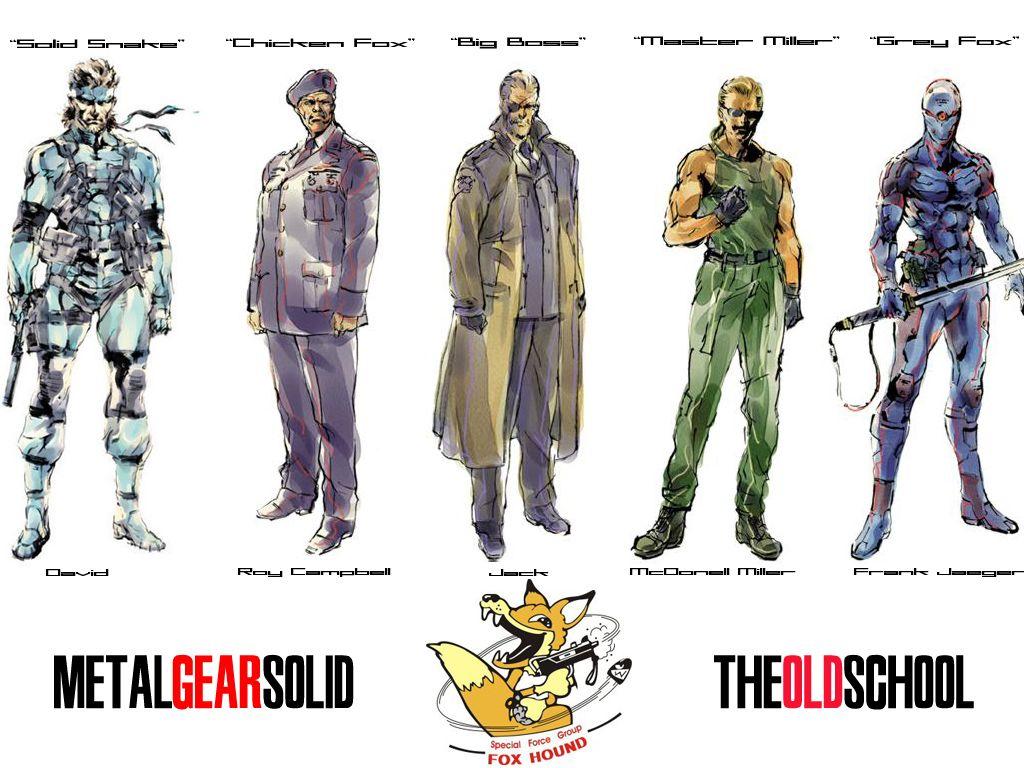 "Solid Snake" "Chicken Fox" "Big Boss" "Master Miller" "Grey Fox"
David Roy Campbell Jack McDonell Miller Frank Jaeger
METALGEARSOLID
THEOLDSCHOOL
Special Force Group
FOX HOUND